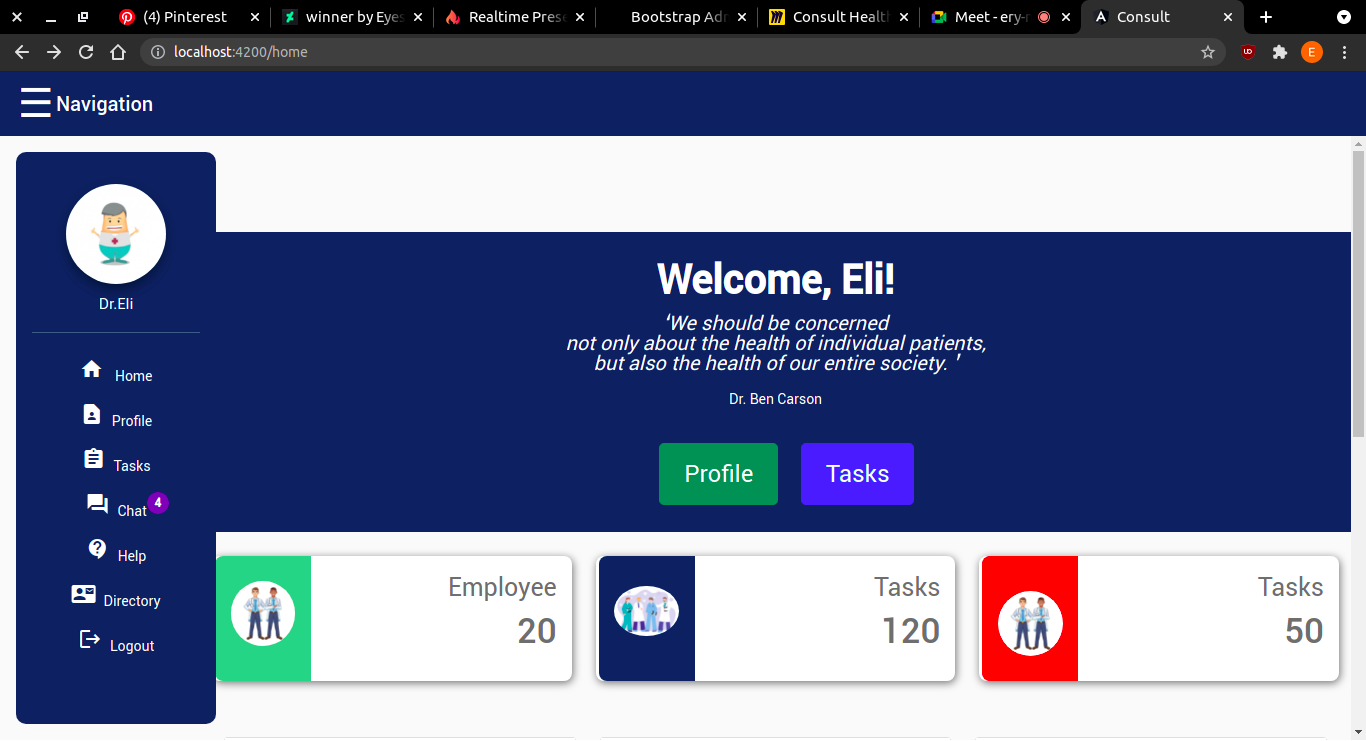 (4) Pinterest
winner by Eyes
Realtime Prese
Bootstrap Adm
Consult Health
Meet - ery-r
Consult
localhost:4200/home
E
Navigation
Dr.Eli
Home
Profile
Tasks
Chat 4
Help
Directory
Logout
Welcome, Eli!
'We should be concerned
not only about the health of individual patients,
but also the health of our entire society. '
Dr. Ben Carson
Profile Tasks
Employee
20
Tasks
120
Tasks
50